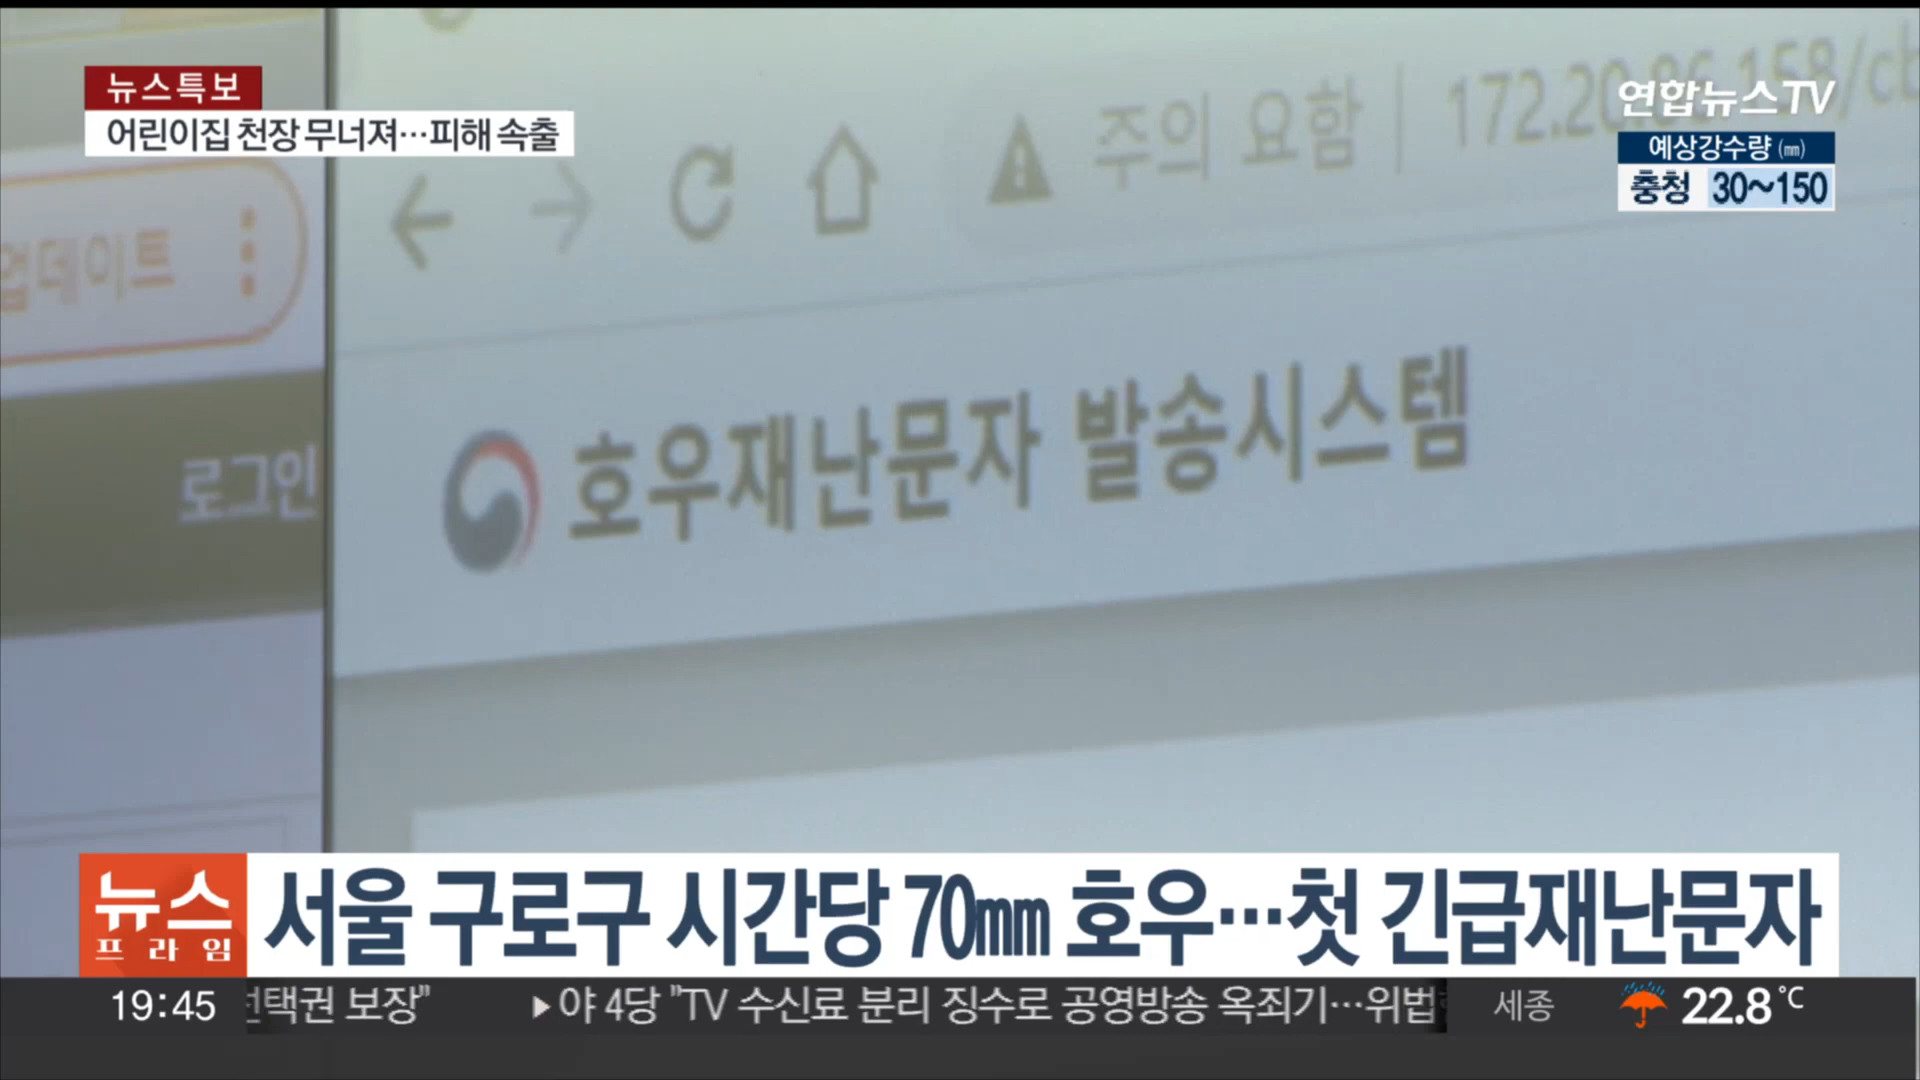 뉴스특보
어린이집 천장 무너져…피해 속출
연합뉴스TV
예상강수량 (㎜)
충청 30~150
주의 요함
업데이트
로그인
호우재난문자 발송시스템
뉴스
프라임
서울 구로구 시간당 70㎜ 호우…첫 긴급재난문자
19:45
보장"
▶야 4당 "TV 수신료 분리 징수로 공영방송 옥죄기…위법
세종
22.8℃